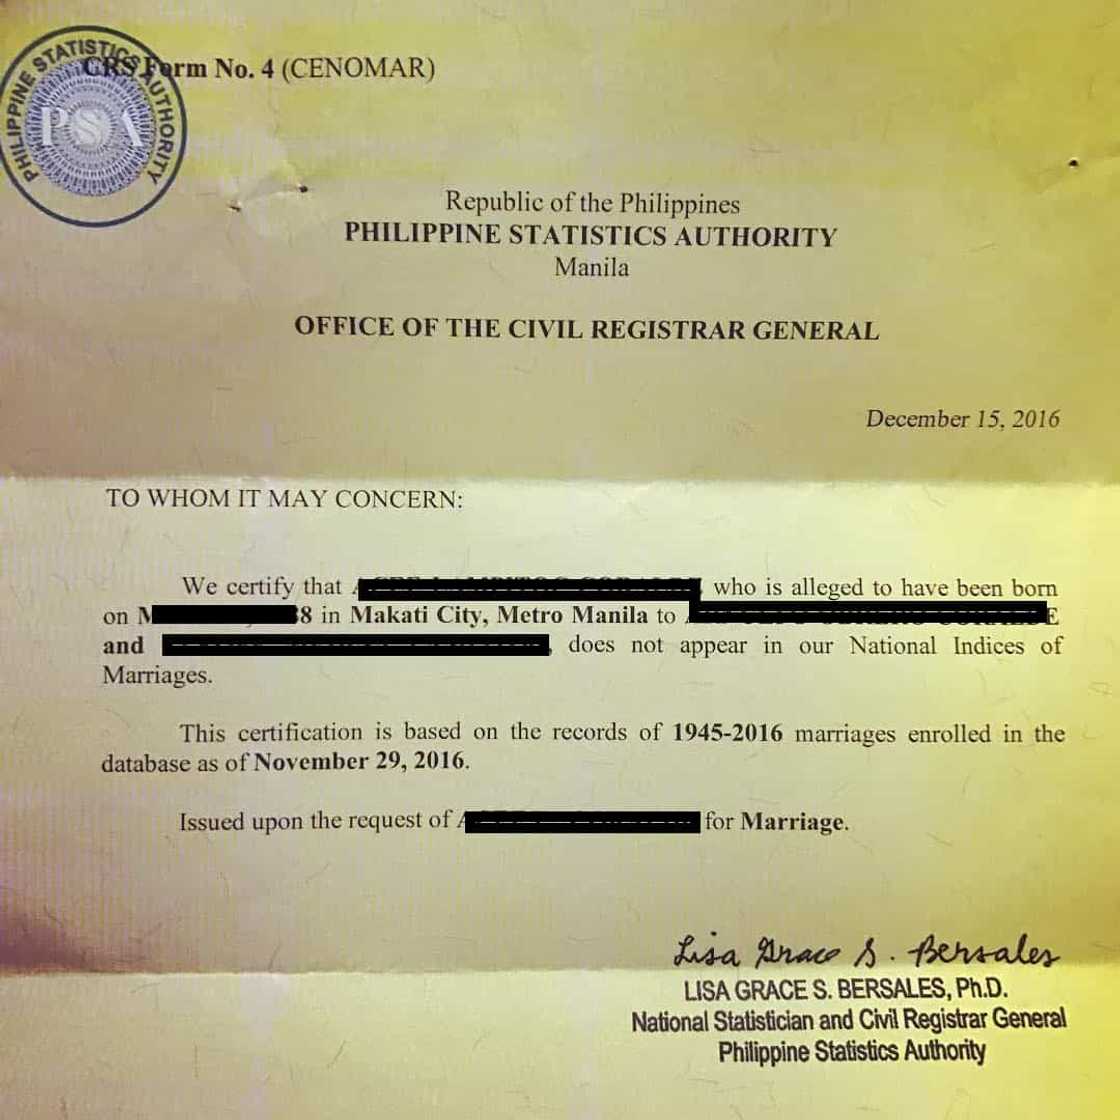 PHILIPPINE STATISTICS AUTHORITY
PSA
CRS Form No. 4 (CENOMAR)
Republic of the Philippines
PHILIPPINE STATISTICS AUTHORITY
Manila
OFFICE OF THE CIVIL REGISTRAR GENERAL
December 15, 2016
TO WHOM IT MAY CONCERN:
We certify that who is alleged to have been born
on 8 in Makati City, Metro Manila to
and , does not appear in our National Indices of
Marriages.
This certification is based on the records of 1945-2016 marriages enrolled in the
database as of November 29, 2016.
Issued upon the request of for Marriage.
Lisa Grace S. Bersales
LISA GRACE S. BERSALES, Ph.D.
National Statistician and Civil Registrar General
Philippine Statistics Authority